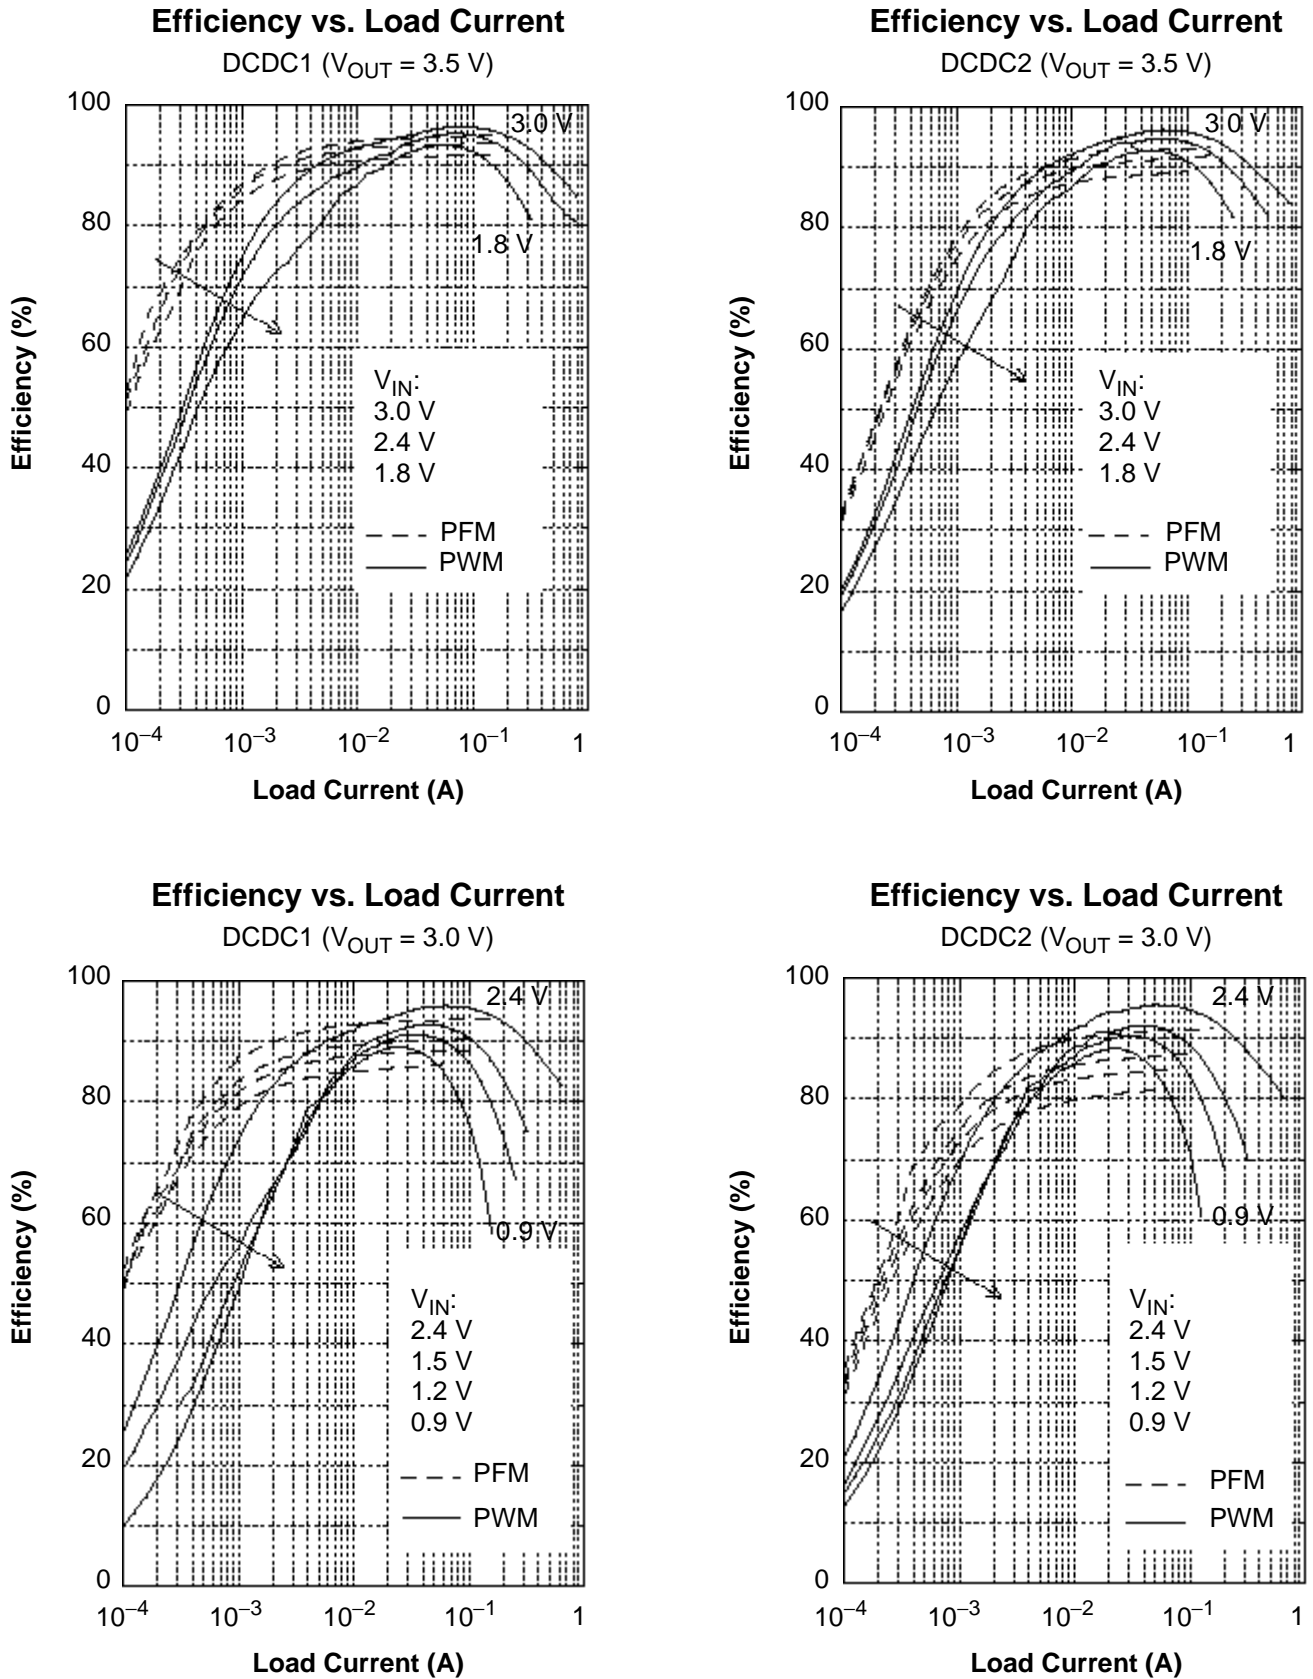 Efficiency vs. Load Current
DCDC1 (VOUT = 3.5 V)
100
80
60
40
20
0
Efficiency (%)
3.0 V
1.8 V
VIN:
3.0 V
2.4 V
1.8 V
PFM
PWM
10–4
10–3
10–2
10–1
1
Load Current (A)
Efficiency vs. Load Current
DCDC2 (VOUT = 3.5 V)
100
80
60
40
20
0
Efficiency (%)
3 0 V
1.8 V
VIN:
3.0 V
2.4 V
1.8 V
PFM
PWM
10–4
10–3
10–2
10–1
1
Load Current (A)
Efficiency vs. Load Current
DCDC1 (VOUT = 3.0 V)
100
80
60
40
20
0
Efficiency (%)
2.4 V
0.9 V
VIN:
2.4 V
1.5 V
1.2 V
0.9 V
PFM
PWM
10–4
10–3
10–2
10–1
1
Load Current (A)
Efficiency vs. Load Current
DCDC2 (VOUT = 3.0 V)
100
80
60
40
20
0
Efficiency (%)
2.4 V
0.9 V
VIN:
2.4 V
1.5 V
1.2 V
0.9 V
PFM
PWM
10–4
10–3
10–2
10–1
1
Load Current (A)